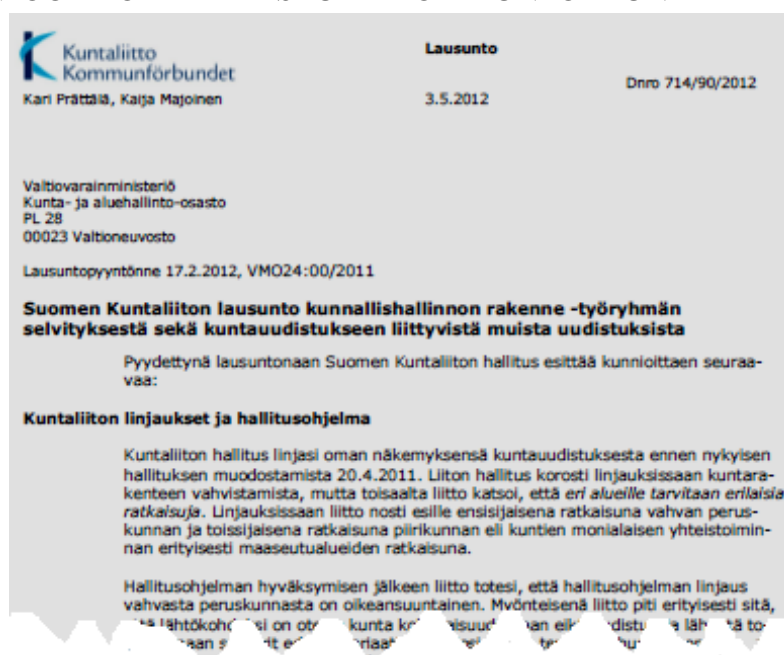 Kuntaliitto
Kommunförbundet
Lausunto
Dnro 714/90/2012
Kari Prättälä, Kaija Majoinen
3.5.2012
Valtiovarainministeriö
Kunta- ja aluehallinto-osasto
PL 28
00023 Valtioneuvosto
Lausuntopyyntönne 17.2.2012, VMO24:00/2011
Suomen Kuntaliiton lausunto kunnallishallinnon rakenne -työryhmän
selvityksestä sekä kuntauudistukseen liittyvistä muista uudistuksista
Pyydettynä lausuntonaan Suomen Kuntaliiton hallitus esittää kunnioittaen seuraa-
vaa:
Kuntaliiton linjaukset ja hallitusohjelma
Kuntaliiton hallitus linjasi oman näkemyksensä kuntauudistuksesta ennen nykyisen
hallituksen muodostamista 20.4.2011. Liiton hallitus korosti linjauksissaan kuntara-
kenteen vahvistamista, mutta toisaalta liitto katsoi, että eri alueille tarvitaan erilaisia
ratkaisuja. Linjauksissaan liitto nosti esille ensisijaisena ratkaisuna vahvan perus-
kunnan ja toissijaisena ratkaisuna piirikunnan eli kuntien monialaisen yhteistoimin-
nan erityisesti maaseutualueiden ratkaisuna.
Hallitusohjelman hyväksymisen jälkeen liitto totesi, että hallitusohjelman linjaus
vahvasta peruskunnasta on oikeansuuntainen. Myönteisenä liitto piti erityisesti sitä,
on kunta